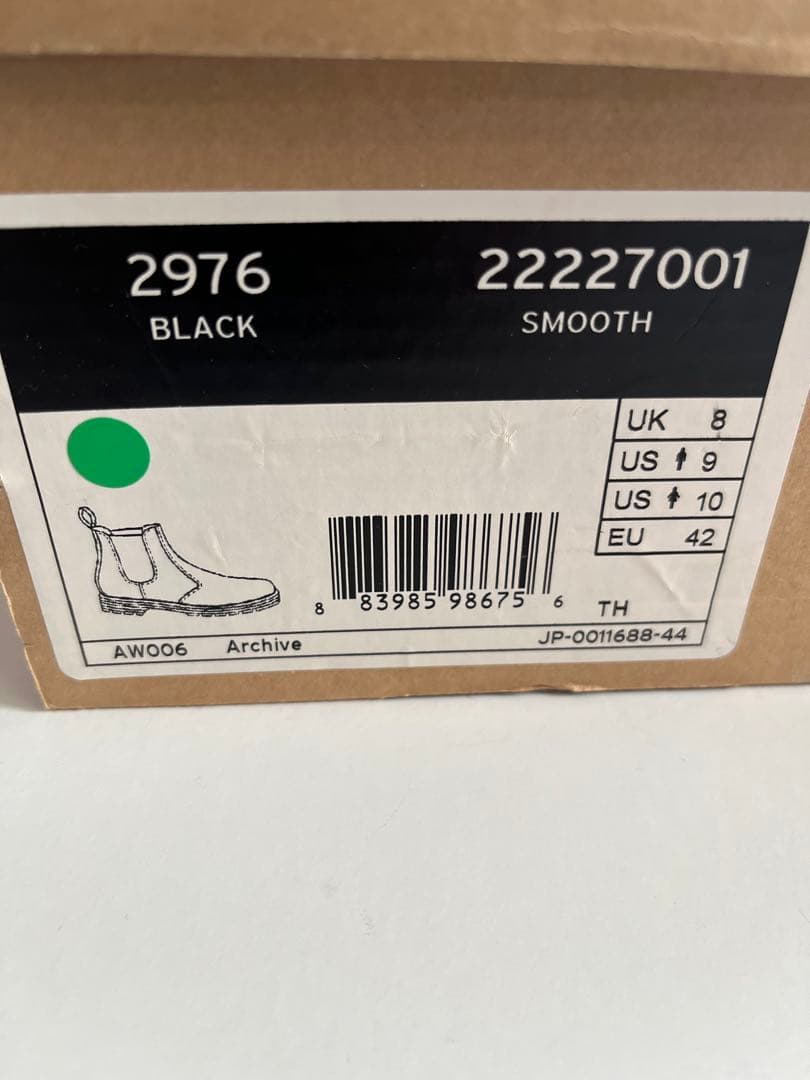 2976
BLACK
22227001
SMOOTH
UK 8
US 9
US 10
EU 42
8 83985 98675 6
TH
AW006 Archive
JP-0011688-44